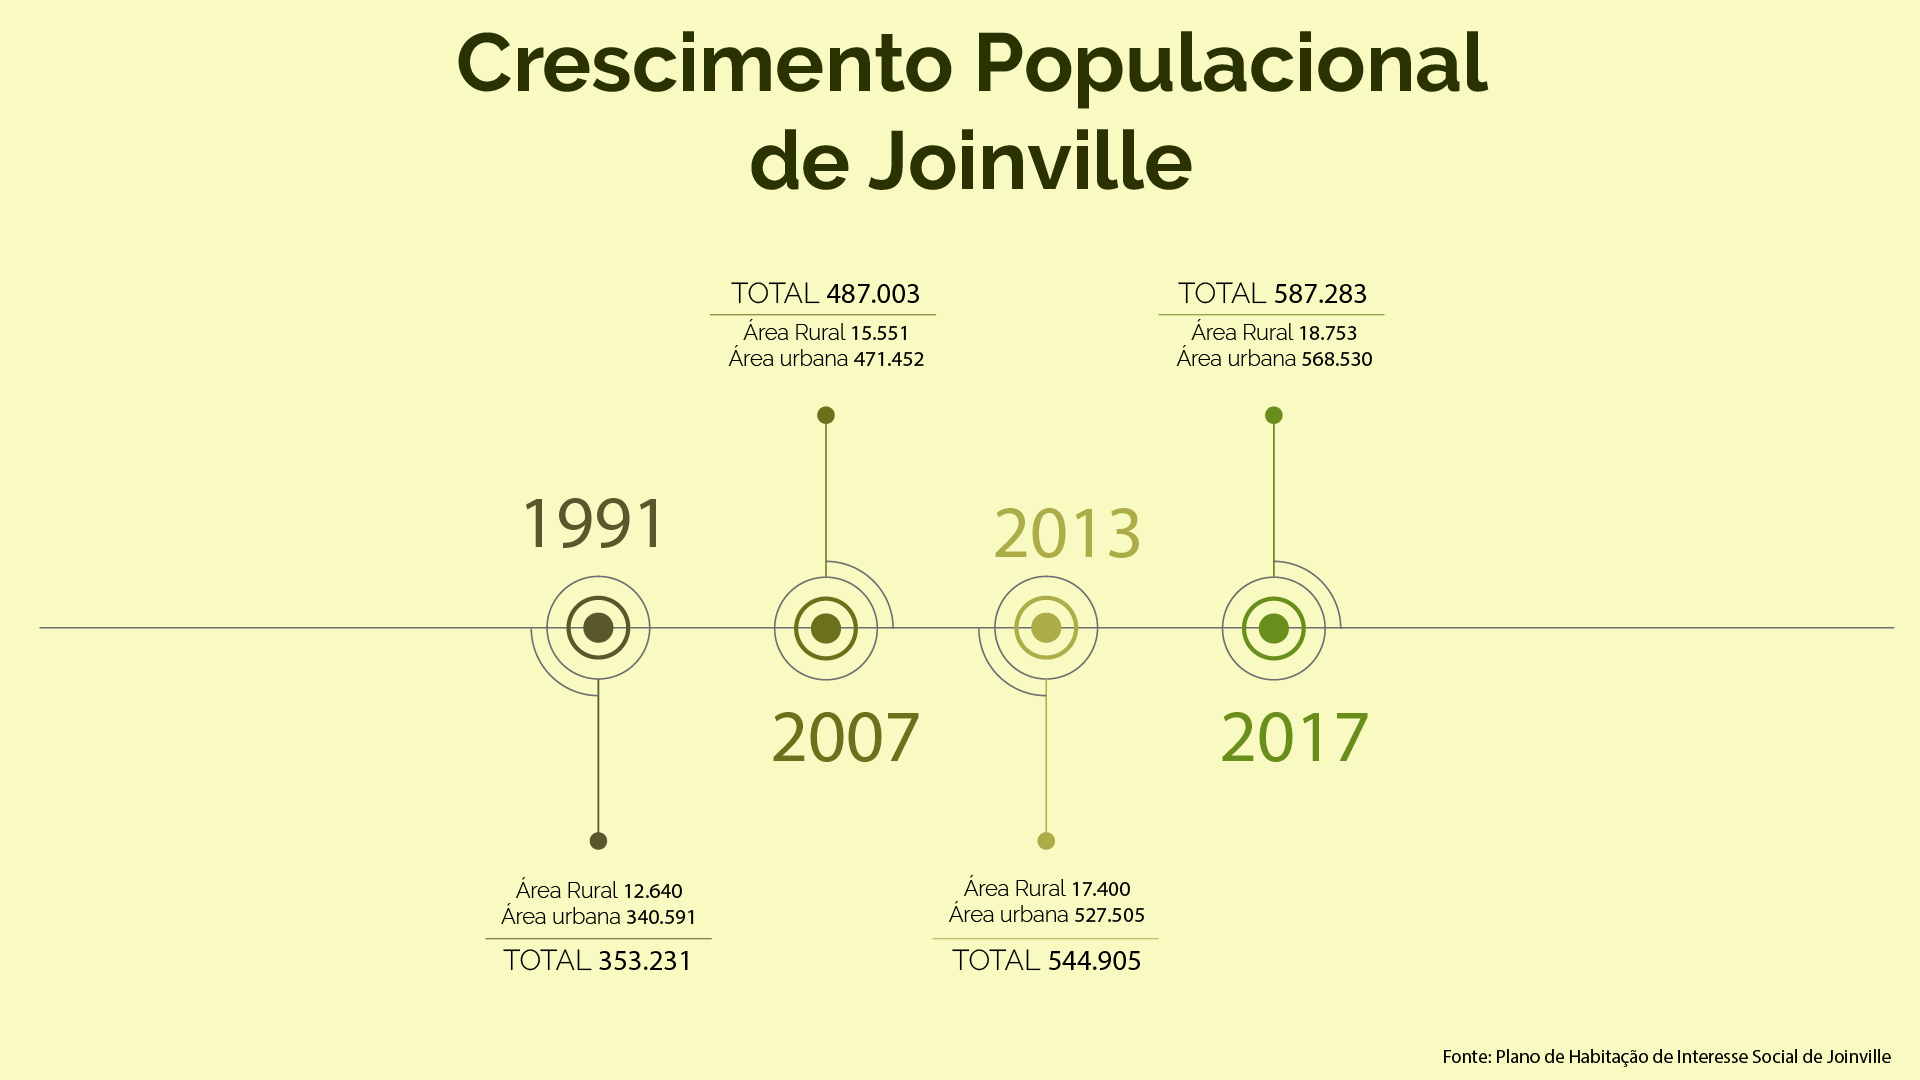 Crescimento Populacional
de Joinville
TOTAL 487.003
Área Rural 15.551
Área urbana 471.452
TOTAL 587.283
Área Rural 18.753
Área urbana 568.530
1991
2013
2007
2017
Área Rural 12.640
Área urbana 340.591
TOTAL 353.231
Área Rural 17.400
Área urbana 527.505
TOTAL 544.905
Fonte: Plano de Habitação de Interesse Social de Joinville